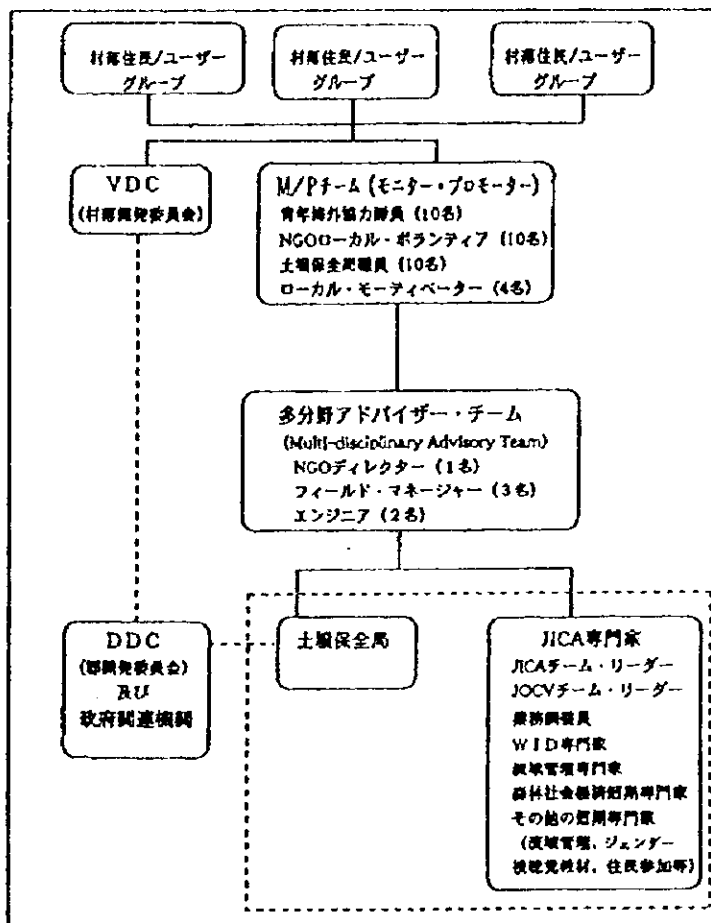 村落住民/ユーザー
グループ
村落住民/ユーザー
グループ
村落住民/ユーザー
グループ
VDC
(村落開発委員会)
M/Pチーム (モニター・プロモーター)
青年海外協力隊員 (10名)
NGOローカル・ボランティア (10名)
土壌保全局職員 (10名)
ローカル・モーティベーター (4名)
多分野アドバイザー・チーム
(Multi-disciplinary Advisory Team)
NGOディレクター (1名)
フィールド・マネージャー (3名)
エンジニア (2名)
DDC
(郡開発委員会)
及び
政府関連機関
土壌保全局
JICA専門家
JICAチーム・リーダー
JOCVチーム・リーダー
業務調整員
WID専門家
流域管理専門家
森林社会経済短期専門家
その他の短期専門家
(流域管理、ジェンダー
視聴覚教材、住民参加等)